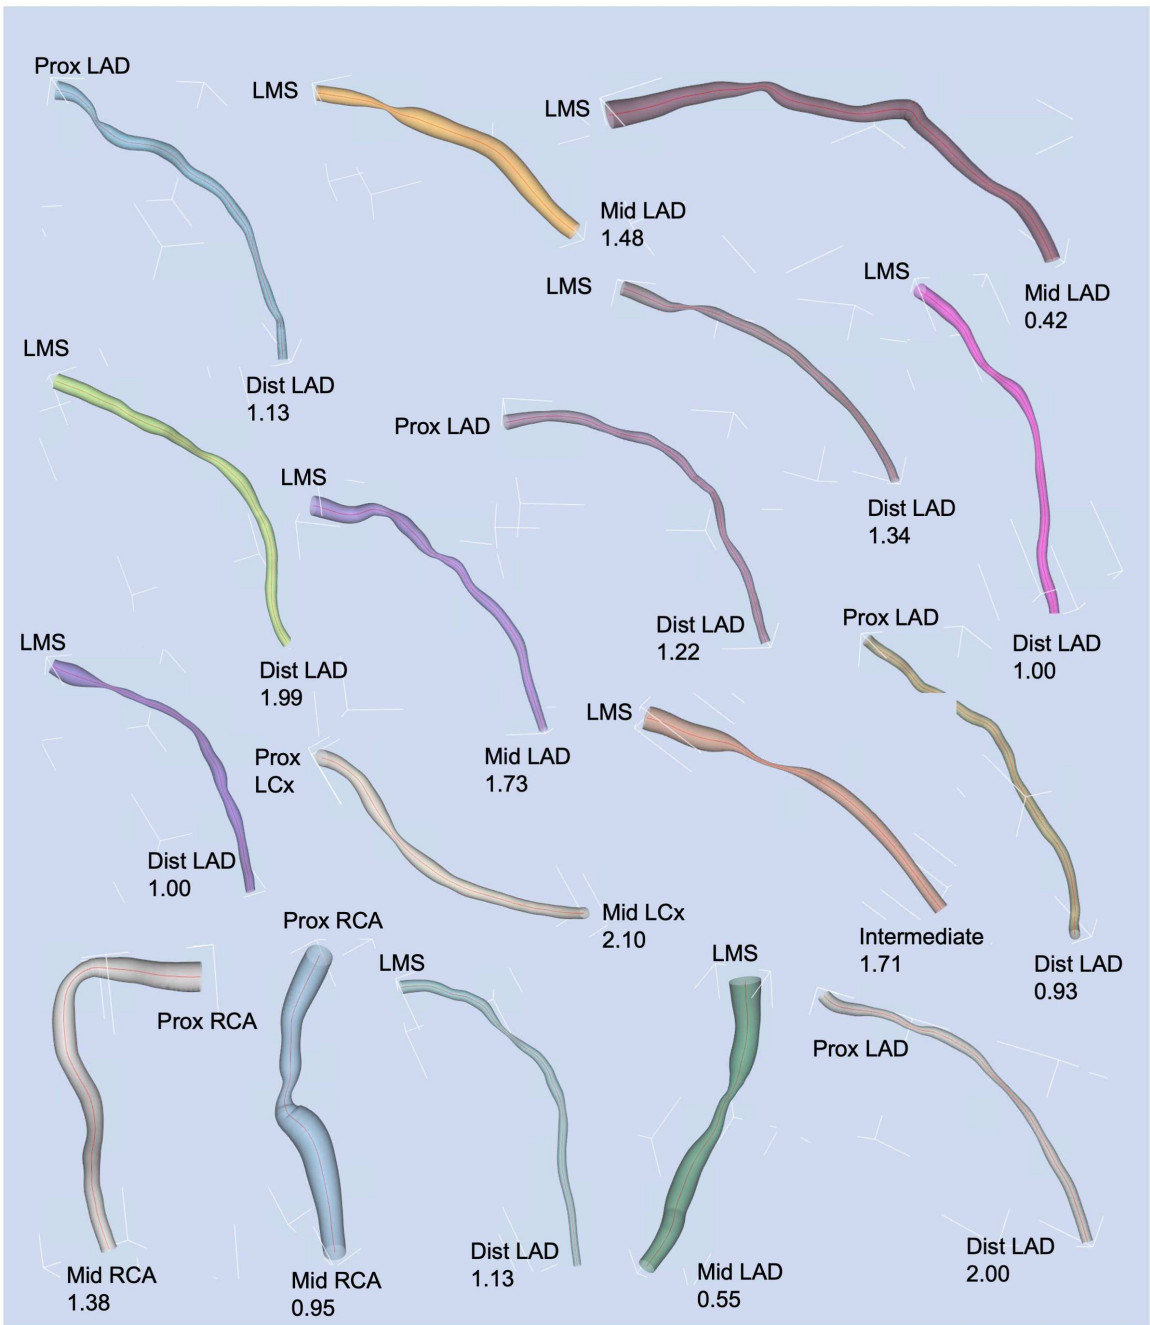 Prox LAD
Dist LAD
1.13
LMS
Mid LAD
1.48
LMS
Mid LAD
0.42
LMS
Dist LAD
1.34
LMS
Dist LAD
1.00
LMS
Dist LAD
1.99
Prox LAD
Dist LAD
1.22
LMS
Mid LAD
1.73
Prox LAD
Dist LAD
0.93
LMS
Dist LAD
1.00
Prox
LCx
Mid LCx
2.10
LMS
Intermediate
1.71
Prox RCA
Mid RCA
1.38
Prox RCA
Mid RCA
0.95
LMS
Dist LAD
1.13
LMS
Mid LAD
0.55
Prox LAD
Dist LAD
2.00